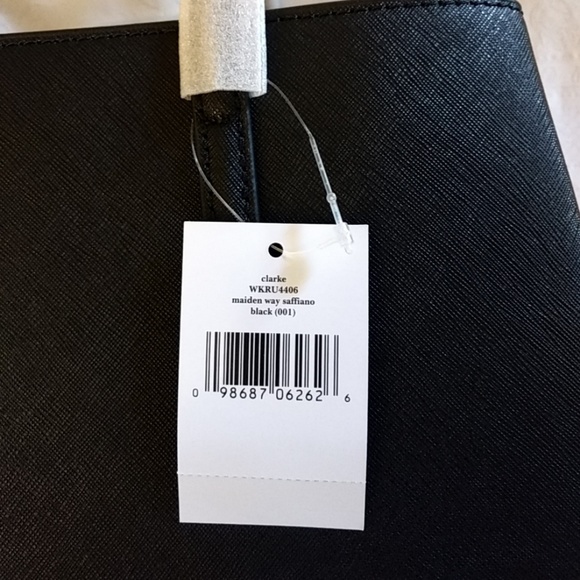 clarke
WKRU4406
maiden way saffiano
black (001)
0 98687 06262 6